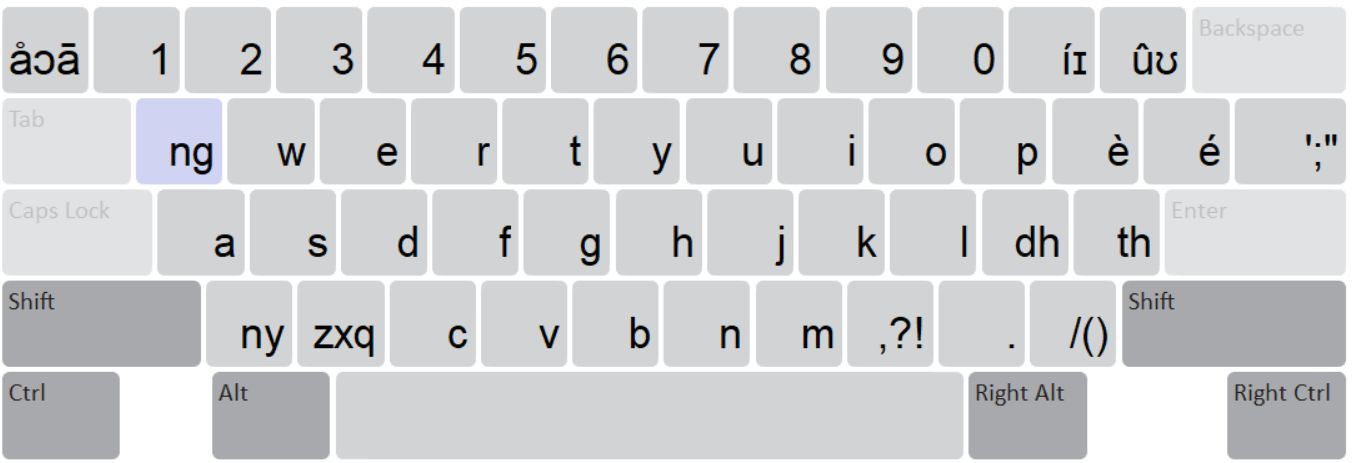 åɔā 1 2 3 4 5 6 7 8 9 0 íɪ ûʊ Backspace
Tab ng w e r t y u i o p è é ';"
Caps Lock a s d f g h j k l dh th Enter
Shift ny zxq c v b n m ,?! . /() Shift
Ctrl Alt Right Alt Right Ctrl